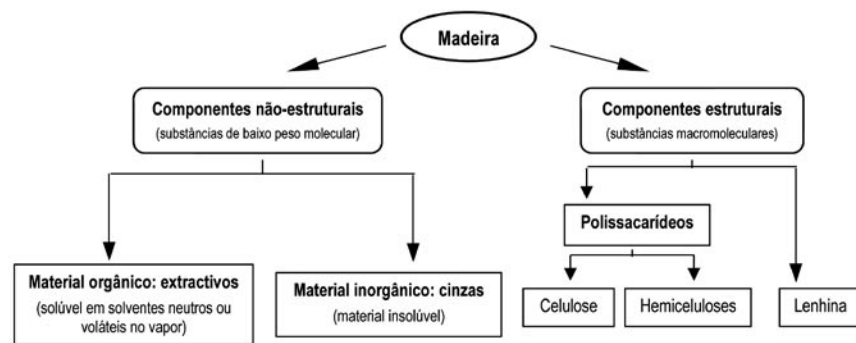 Madeira
Componentes não-estruturais
(substâncias de baixo peso molecular)
Componentes estruturais
(substâncias macromoleculares)
Polissacarídeos
Material orgânico: extractivos
(solúvel em solventes neutros ou
voláteis no vapor)
Material inorgânico: cinzas
(material insolúvel)
Celulose
Hemiceluloses
Lenhina